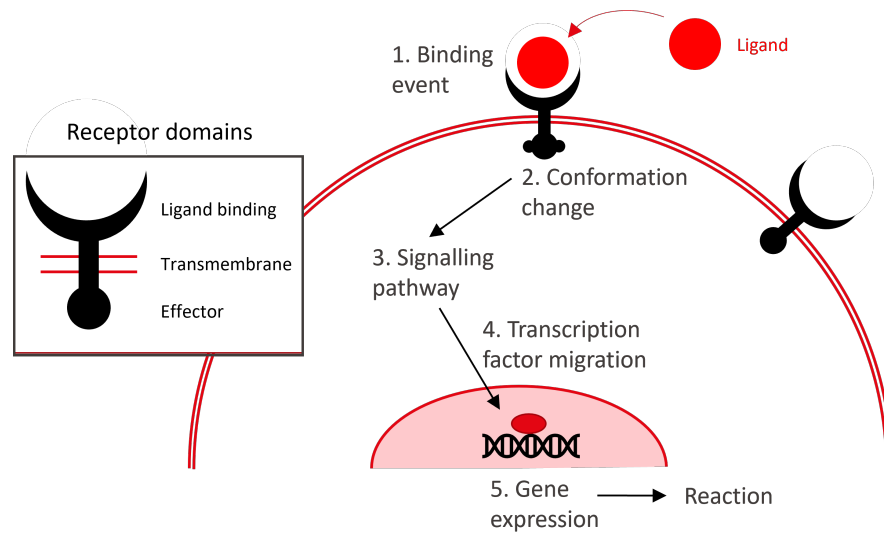 1. Binding
event
Ligand
Receptor domains
Ligand binding
Transmembrane
Effector
2. Conformation
change
3. Signalling
pathway
4. Transcription
factor migration
5. Gene
expression
Reaction